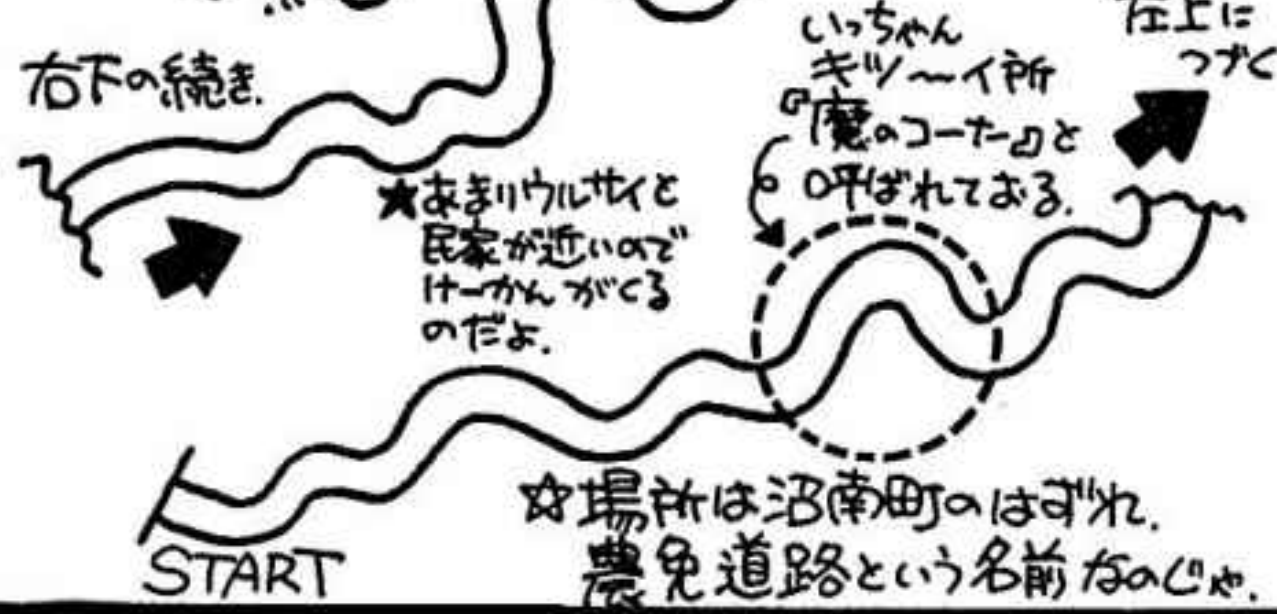 右下の続き.
いっちゃん
キツ〜イ所
『魔のコーナー』と
呼ばれておる.
左上に
つづく
★あまりウルサイと
民家が近いので
けーかんがくる
のだよ.
START
☆場所は沼南町のはずれ.
農免道路という名前なのじゃ.